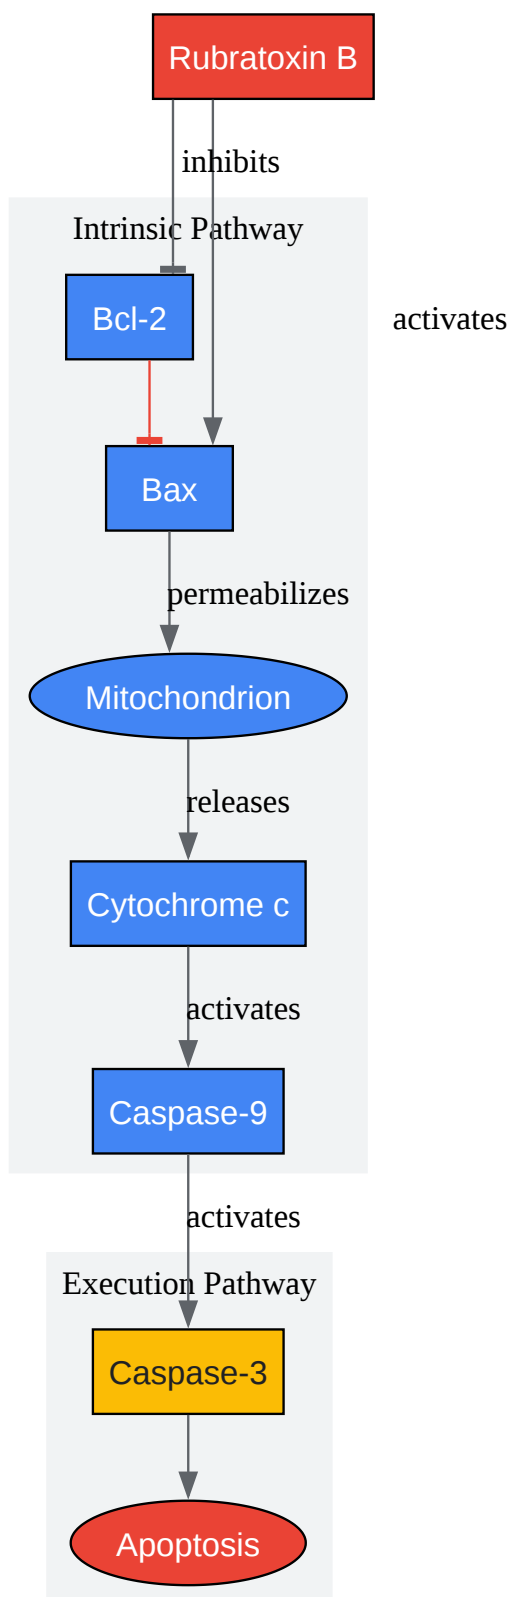 Rubratoxin B
inhibits
Intrinsic Pathway
Bcl-2
activates
Bax
permeabilizes
Mitochondrion
releases
Cytochrome c
activates
Caspase-9
activates
Execution Pathway
Caspase-3
Apoptosis